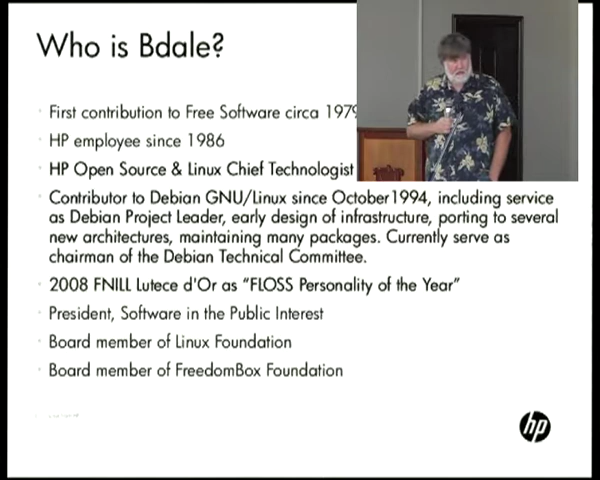 Who is Bdale?
First contribution to Free Software circa 1979
HP employee since 1986
HP Open Source & Linux Chief Technologist
Contributor to Debian GNU/Linux since October 1994, including service
as Debian Project Leader, early design of infrastructure, porting to several
new architectures, maintaining many packages. Currently serve as
chairman of the Debian Technical Committee.
2008 FNILL Lutece d'Or as “FLOSS Personality of the Year”
President, Software in the Public Interest
Board member of Linux Foundation
Board member of FreedomBox Foundation
hp